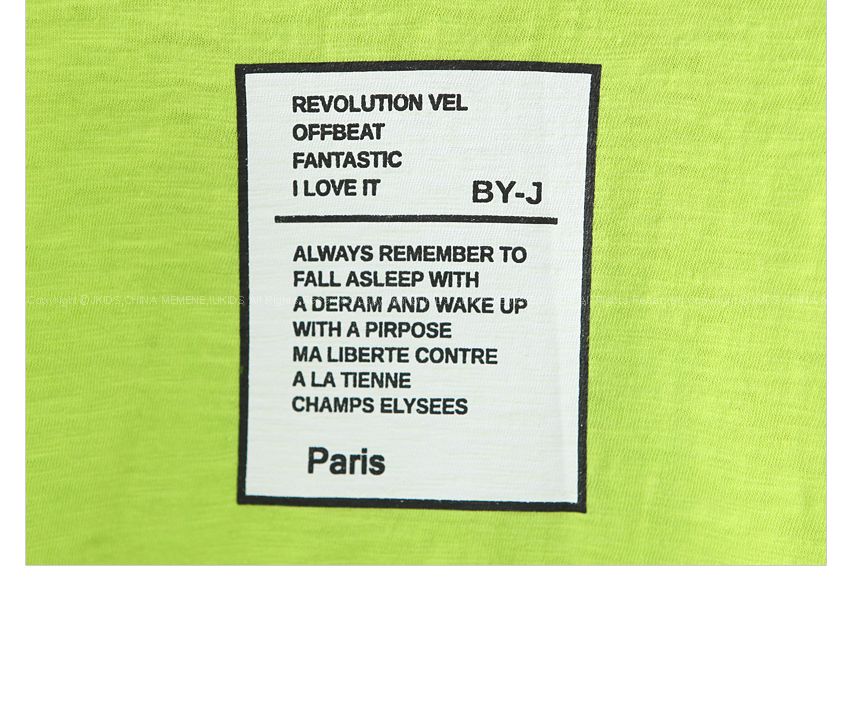 REVOLUTION VEL
OFFBEAT
FANTASTIC
I LOVE IT BY-J
ALWAYS REMEMBER TO
FALL ASLEEP WITH
A DERAM AND WAKE UP
WITH A PIRPOSE
MA LIBERTE CONTRE
A LA TIENNE
CHAMPS ELYSEES
Paris